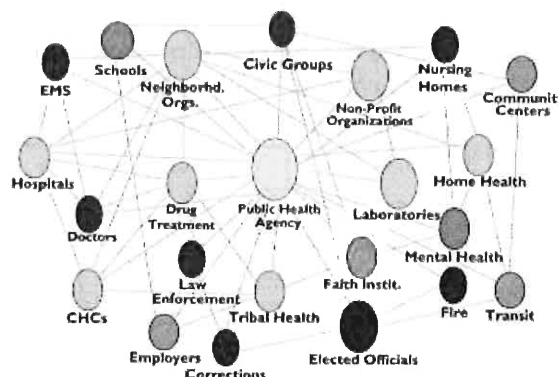 EMS
Schools
Neighborhd.
Orgs.
Civic Groups
Non-Profit
Organizations
Nursing
Homes
Communit
Centers
Hospitals
Doctors
Drug
Treatment
Public Health
Agency
Laboratories
Home Health
Mental Health
CHCs
Law
Enforcement
Tribal Health
Faith Instit.
Fire
Transit
Employers
Corrections
Elected Officials